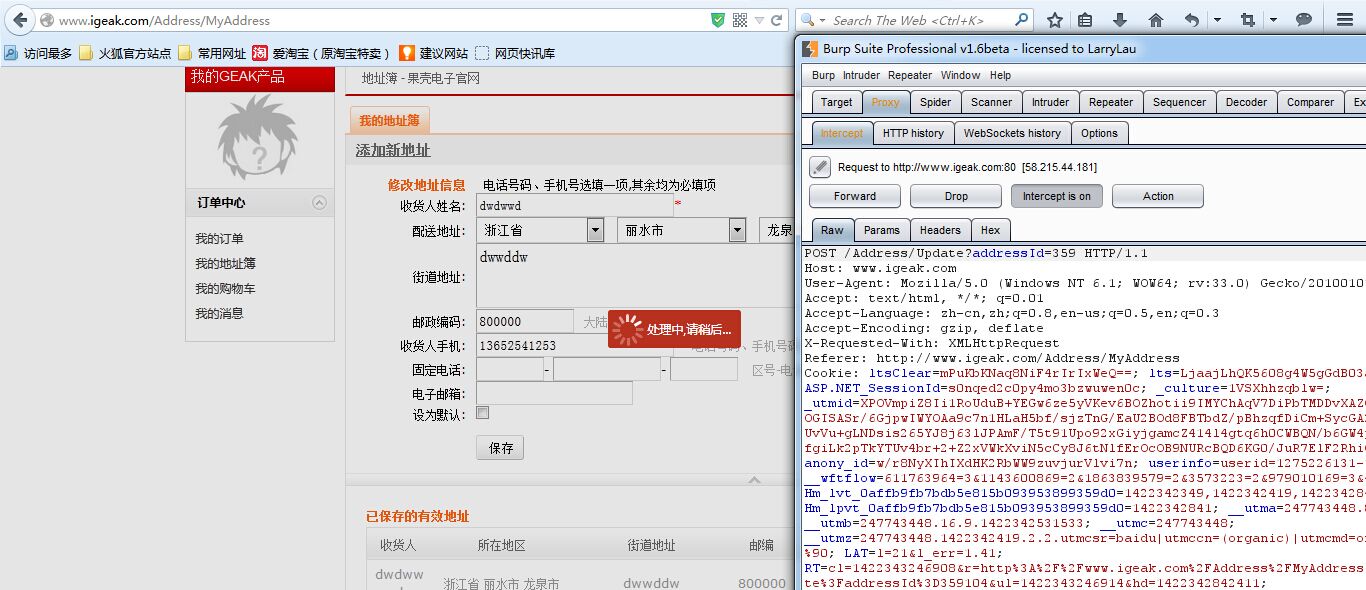 www.igeak.com/Address/MyAddress
Search The Web <Ctrl+K>
访问最多 火狐官方站点 常用网址 淘 爱淘宝（原淘宝特卖） 建议网站 网页快讯库
我的GEAK产品
订单中心
我的订单
我的地址簿
我的购物车
我的消息
地址簿 - 果壳电子官网
我的地址簿
添加新地址
修改地址信息 电话号码、手机号选填一项,其余均为必填项
收货人姓名: dwdwwd *
配送地址: 浙江省 丽水市 龙泉
街道地址: dwwddw
邮政编码: 800000 大陆
处理中,请稍后...
收货人手机: 13652541253 电话号码、手机号码
固定电话: - - 区号-电
电子邮箱:
设为默认:
保存
已保存的有效地址
收货人 所在地区 街道地址 邮编
dwdww
浙江省 丽水市 龙泉市 dwwddw 800000
Burp Suite Professional v1.6beta - licensed to LarryLau
Burp Intruder Repeater Window Help
Target Proxy Spider Scanner Intruder Repeater Sequencer Decoder Comparer Ex
Intercept HTTP history WebSockets history Options
Request to http://www.igeak.com:80 [58.215.44.181]
Forward Drop Intercept is on Action
Raw Params Headers Hex
POST /Address/Update?addressId=359 HTTP/1.1
Host: www.igeak.com
User-Agent: Mozilla/5.0 (Windows NT 6.1; WOW64; rv:33.0) Gecko/20100101
Accept: text/html, */*; q=0.01
Accept-Language: zh-cn,zh;q=0.8,en-us;q=0.5,en;q=0.3
Accept-Encoding: gzip, deflate
X-Requested-With: XMLHttpRequest
Referer: http://www.igeak.com/Address/MyAddress
Cookie: ltsClear=mPuKbKNaq8NiF4rIrIxWeQ==; lts=LjaajLhQK5608g4W5gGdB03J
ASP.NET_SessionId=s0nqed2c0py4mo3bzwuwen0c; _culture=1VSXhhzqblw=;
_utmid=XPOVmpiZ8Ii1RoUduB+YEGw6ze5yVKev6BOZhotii9IMYChAqV7DiPbTMDDvXAZ
OGISASr/6GjpwIWYOAa9c7n1HLaH5bf/sjzTnG/EaU2BOd8FBTbdZ/pBhzqfDiCm+SycGA
UvVu+gLNDsis265YJ8j631JPAmF/T5t91Upo92xGiyjgamcZ41414gtq6h0CWBQN/b6GW4
fgiLk2pTkYTUv4br+2+Z2xVWkXviN5cCy8J6tN1fErOcOB9NURcBQD6KG0/JuR7E1F2Rhi
anony_id=w/r8NyXIhIXdHK2RbWW9zuvjurVlvi7n; userinfo=userid=1275226131-
__wftflow=611763964=3&1143600869=2&1863839579=2&3573223=2&979010169=3&
Hm_lvt_0affb9fb7bdb5e815b093953899359d0=1422342349,1422342419,14223428
Hm_lpvt_0affb9fb7bdb5e815b093953899359d0=1422342841; __utma=247743448.
__utmb=247743448.16.9.1422342531533; __utmc=247743448;
__utmz=247743448.1422342419.2.2.utmcsr=baidu|utmccn=(organic)|utmcmd=o
%90; LAT=l=21&l_err=1.41;
RT=cl=1422343246908&r=http%3A%2F%2Fwww.igeak.com%2FAddress%2FMyAddress
te%3FaddressId%3D359104&ul=1422343246914&hd=1422342842411;